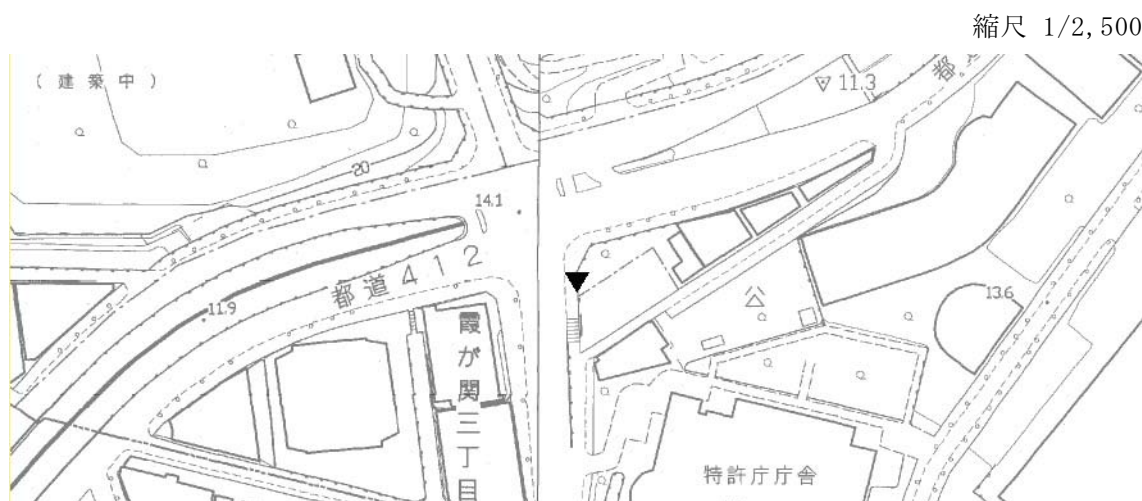 縮尺 1/2,500
(建築中)
11.3
都
20
14.1
都道412
11.9
霞が関三丁目
公
13.6
特許庁庁舎